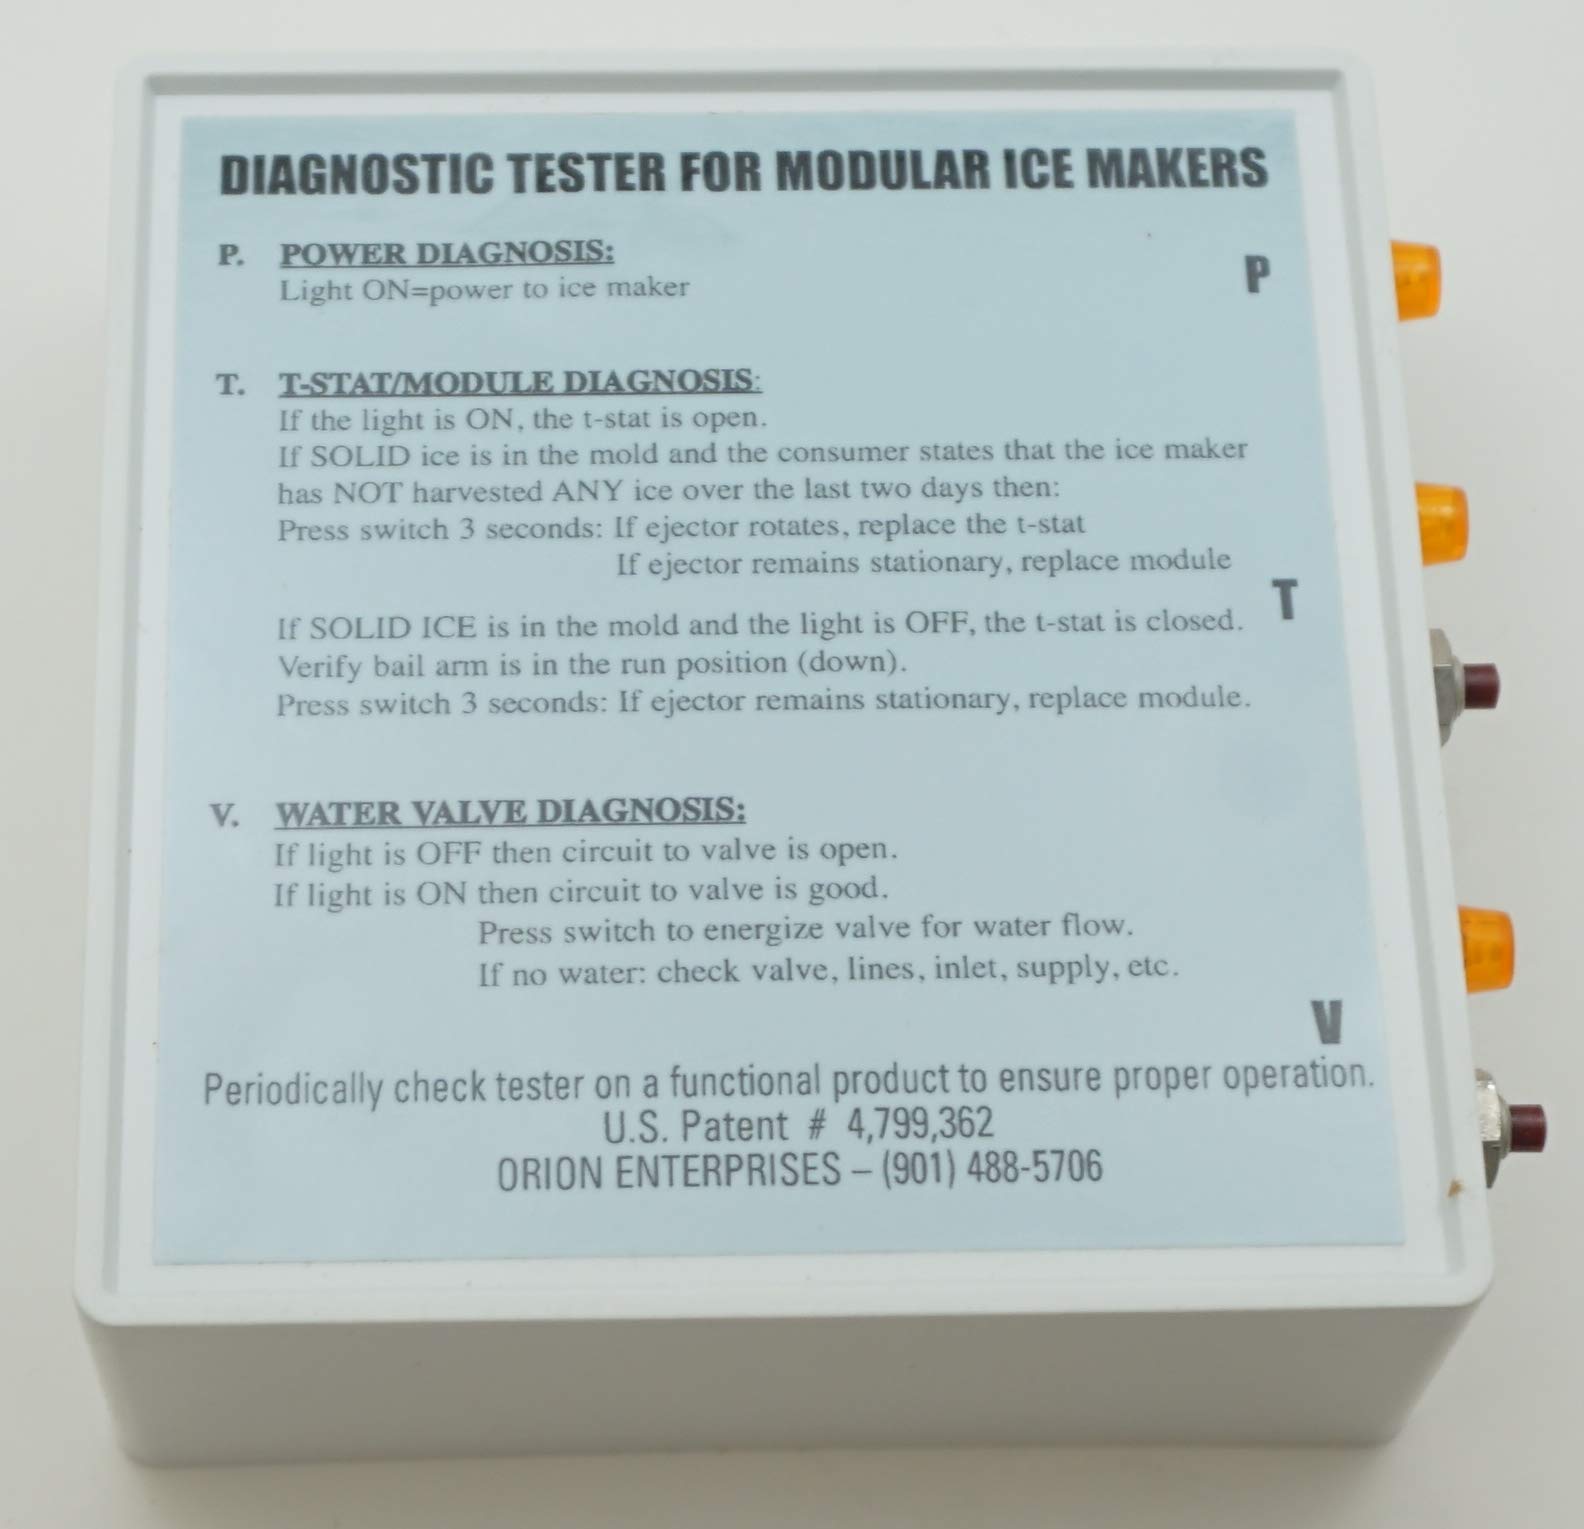 DIAGNOSTIC TESTER FOR MODULAR ICE MAKERS
P. POWER DIAGNOSIS:
Light ON=power to ice maker
P
T. T-STAT/MODULE DIAGNOSIS:
If the light is ON, the t-stat is open.
If SOLID ice is in the mold and the consumer states that the ice maker
has NOT harvested ANY ice over the last two days then:
Press switch 3 seconds: If ejector rotates, replace the t-stat
If ejector remains stationary, replace module
T
If SOLID ICE is in the mold and the light is OFF, the t-stat is closed.
Verify bail arm is in the run position (down).
Press switch 3 seconds: If ejector remains stationary, replace module.
V. WATER VALVE DIAGNOSIS:
If light is OFF then circuit to valve is open.
If light is ON then circuit to valve is good.
Press switch to energize valve for water flow.
If no water: check valve, lines, inlet, supply, etc.
V
Periodically check tester on a functional product to ensure proper operation.
U.S. Patent # 4,799,362
ORION ENTERPRISES – (901) 488-5706